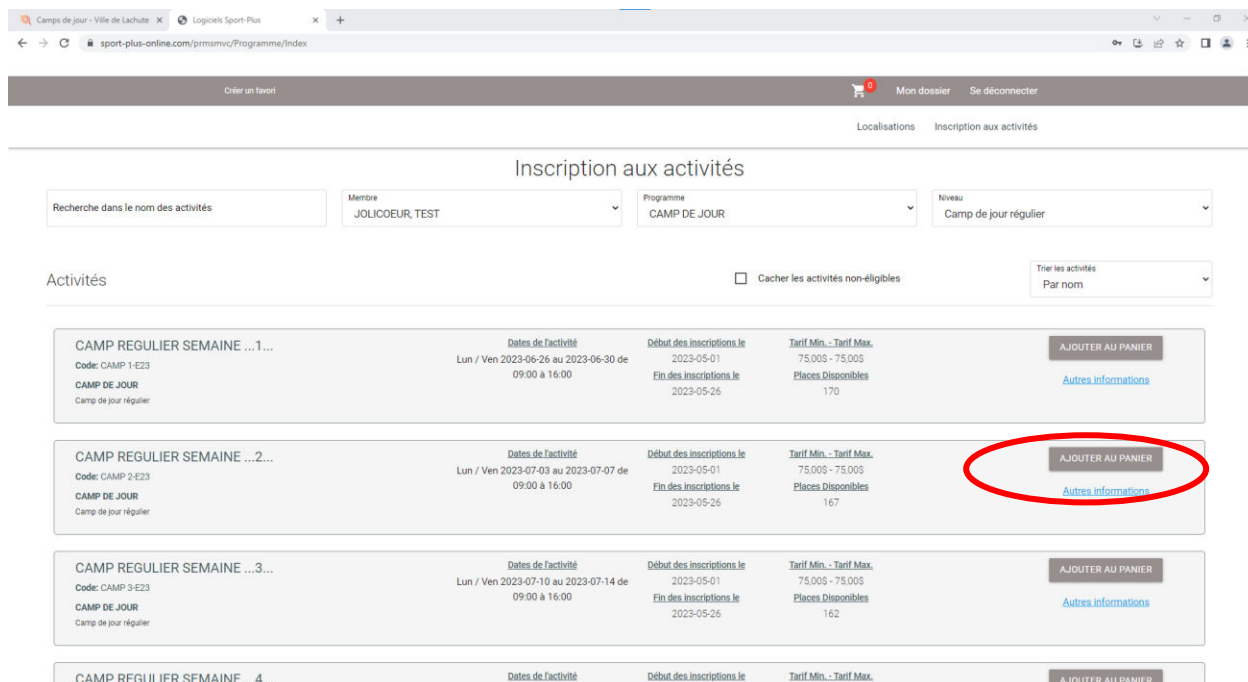 Camps de jour - Ville de Lachute
Logiciels Sport-Plus
sport-plus-online.com/prmsmvc/Programme/Index
Créer un favori
0
Mon dossier
Se déconnecter
Localisations
Inscription aux activités
Inscription aux activités
Recherche dans le nom des activités
Membre
JOLICOEUR, TEST
Programme
CAMP DE JOUR
Niveau
Camp de jour régulier
Activités
Cacher les activités non-éligibles
Trier les activités
Par nom
CAMP REGULIER SEMAINE ...1...
Code: CAMP 1-E23
CAMP DE JOUR
Camp de jour régulier
Dates de l'activité
Lun / Ven 2023-06-26 au 2023-06-30 de
09:00 à 16:00
Début des inscriptions le
2023-05-01
Fin des inscriptions le
2023-05-26
Tarif Min. - Tarif Max.
75,00$ - 75,00$
Places Disponibles
170
AJOUTER AU PANIER
Autres informations
CAMP REGULIER SEMAINE ...2...
Code: CAMP 2-E23
CAMP DE JOUR
Camp de jour régulier
Dates de l'activité
Lun / Ven 2023-07-03 au 2023-07-07 de
09:00 à 16:00
Début des inscriptions le
2023-05-01
Fin des inscriptions le
2023-05-26
Tarif Min. - Tarif Max.
75,00$ - 75,00$
Places Disponibles
167
AJOUTER AU PANIER
Autres informations
CAMP REGULIER SEMAINE ...3...
Code: CAMP 3-E23
CAMP DE JOUR
Camp de jour régulier
Dates de l'activité
Lun / Ven 2023-07-10 au 2023-07-14 de
09:00 à 16:00
Début des inscriptions le
2023-05-01
Fin des inscriptions le
2023-05-26
Tarif Min. - Tarif Max.
75,00$ - 75,00$
Places Disponibles
162
AJOUTER AU PANIER
Autres informations
CAMP REGULIER SEMAINE ...4...
Dates de l'activité
Début des inscriptions le
Tarif Min. - Tarif Max.
AJOUTER AU PANIER